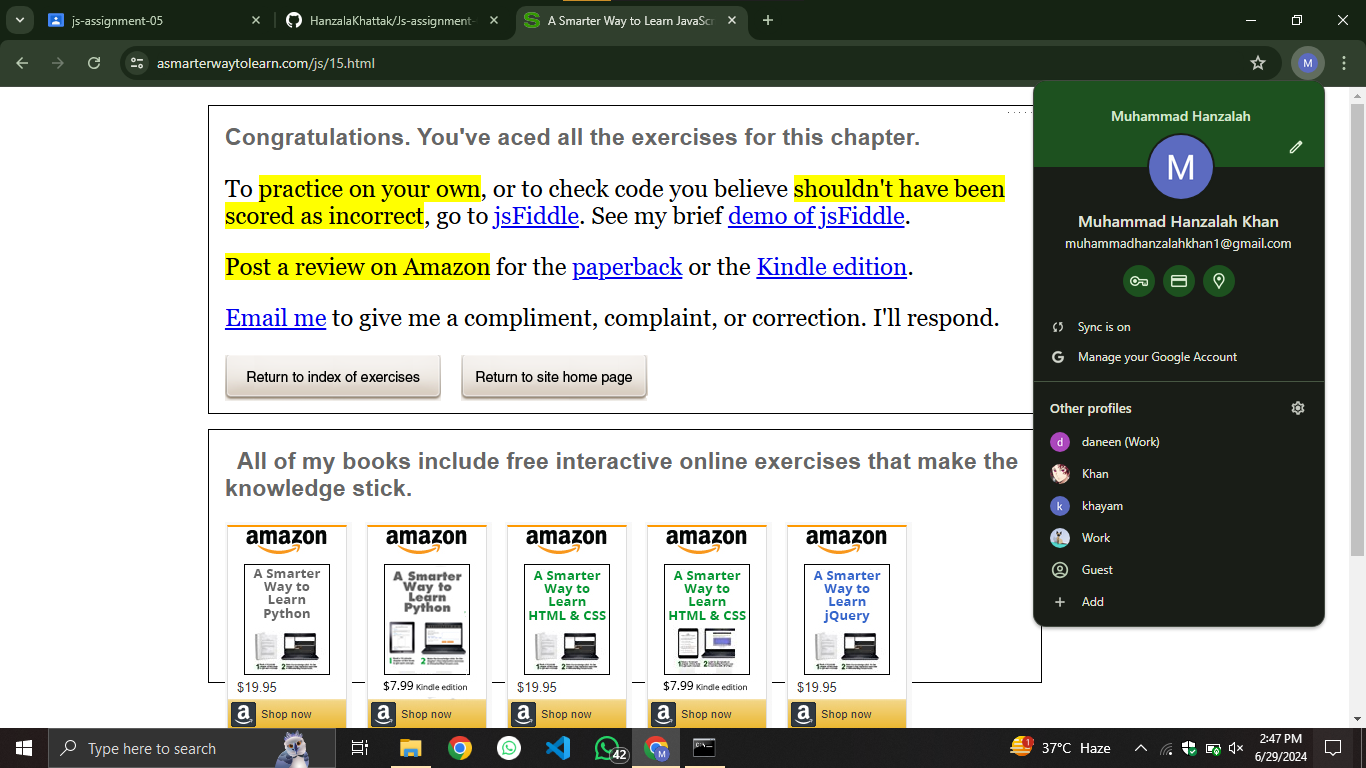 js-assignment-05
HanzalaKhattak/Js-assignment-
A Smarter Way to Learn JavaScr
asmarterwaytolearn.com/js/15.html
M
Congratulations. You've aced all the exercises for this chapter.
To practice on your own, or to check code you believe shouldn't have been
scored as incorrect, go to jsFiddle. See my brief demo of jsFiddle.
Post a review on Amazon for the paperback or the Kindle edition.
Email me to give me a compliment, complaint, or correction. I'll respond.
Return to index of exercises
Return to site home page
All of my books include free interactive online exercises that make the
knowledge stick.
amazon
A Smarter
Way to
Learn
Python
$19.95
Shop now
amazon
A Smarter
Way to
Learn
Python
$7.99 Kindle edition
Shop now
amazon
A Smarter
Way to
Learn
HTML & CSS
$19.95
Shop now
amazon
A Smarter
Way to
Learn
HTML & CSS
$7.99 Kindle edition
Shop now
amazon
A Smarter
Way to
Learn
jQuery
$19.95
Shop now
Muhammad Hanzalah
M
Muhammad Hanzalah Khan
muhammadhanzalahkhan1@gmail.com
Sync is on
Manage your Google Account
Other profiles
d daneen (Work)
Khan
k khayam
Work
Guest
Add
Type here to search
42
M
1
37°C Haze
2:47 PM
6/29/2024